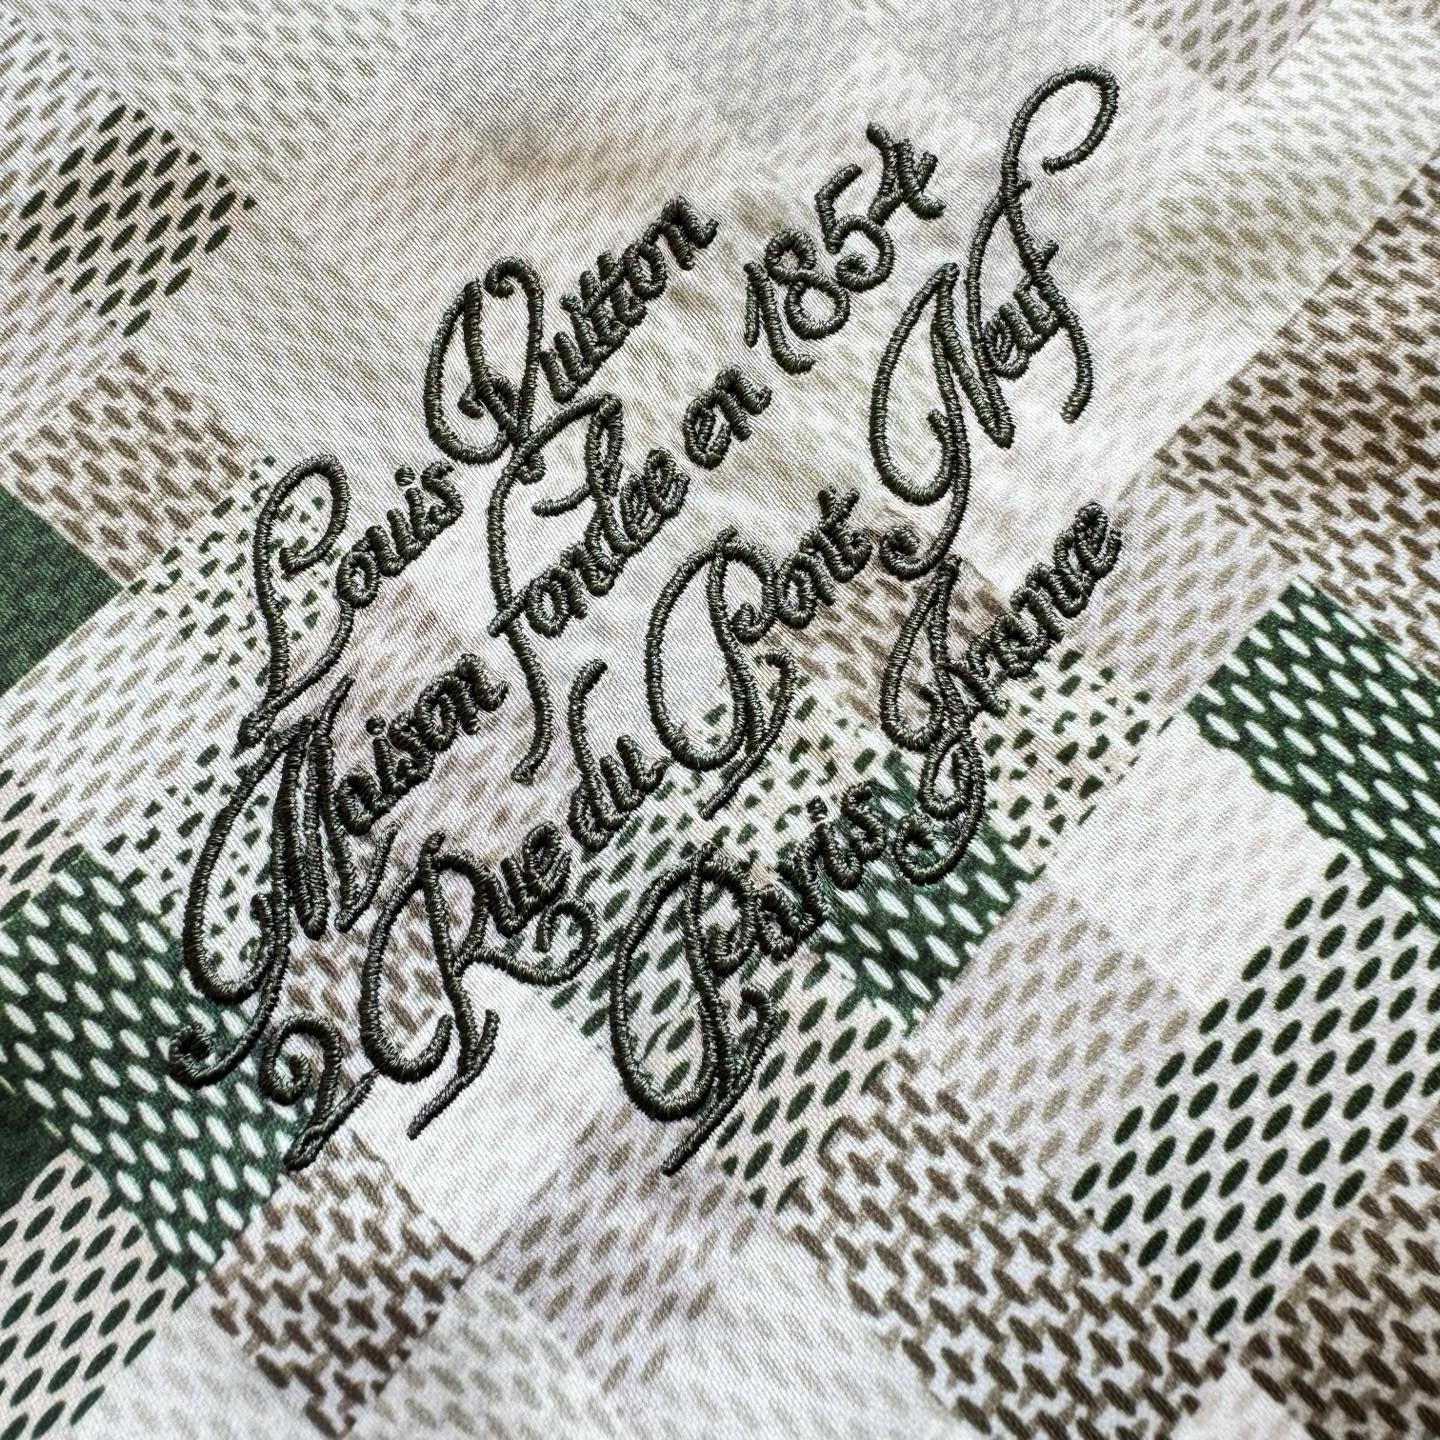 Louis Vuitton
Maison Fondée en 1854
2 Rue du Pont Neuf
Paris France